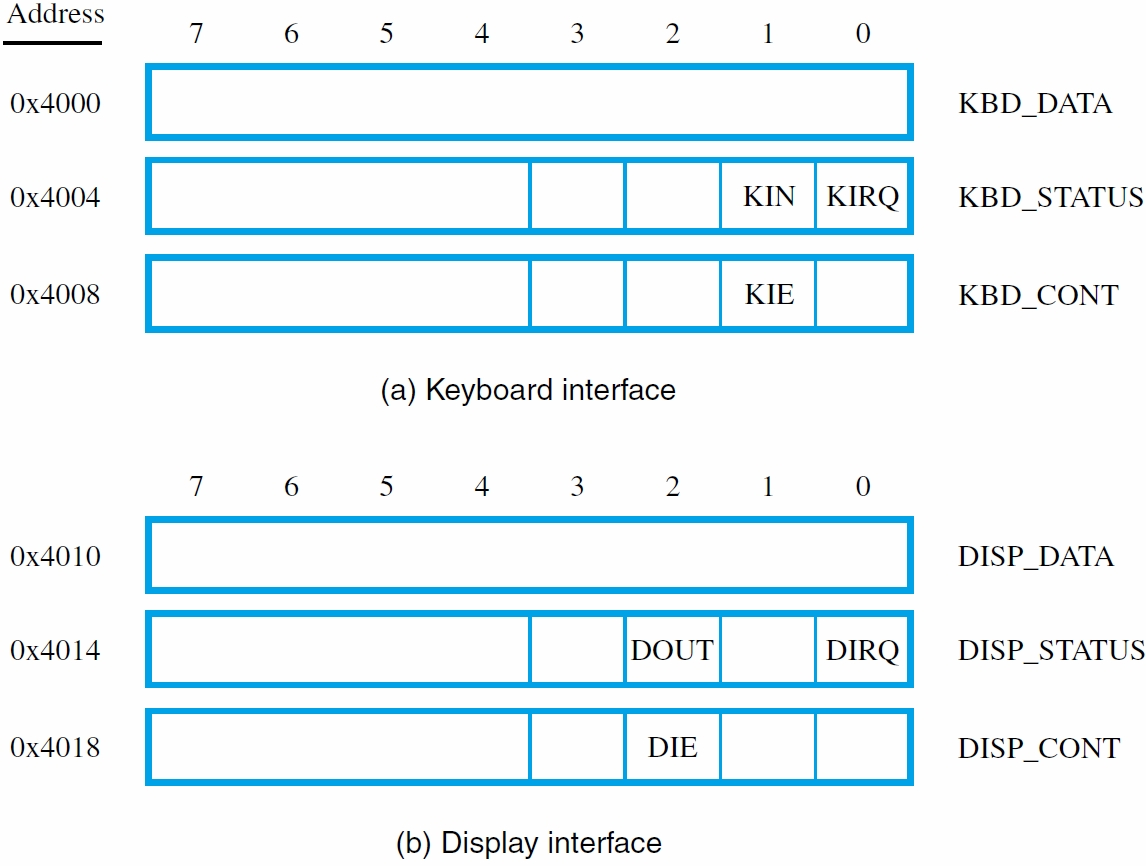 Address
7 6 5 4 3 2 1 0
0x4000 KBD_DATA
0x4004 KIN KIRQ KBD_STATUS
0x4008 KIE KBD_CONT
(a) Keyboard interface
7 6 5 4 3 2 1 0
0x4010 DISP_DATA
0x4014 DOUT DIRQ DISP_STATUS
0x4018 DIE DISP_CONT
(b) Display interface